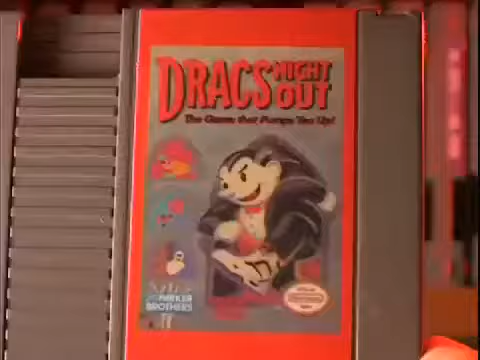 DRACS NIGHT
OUT
The Game that Pumps You Up!
PARKER
BROTHERS